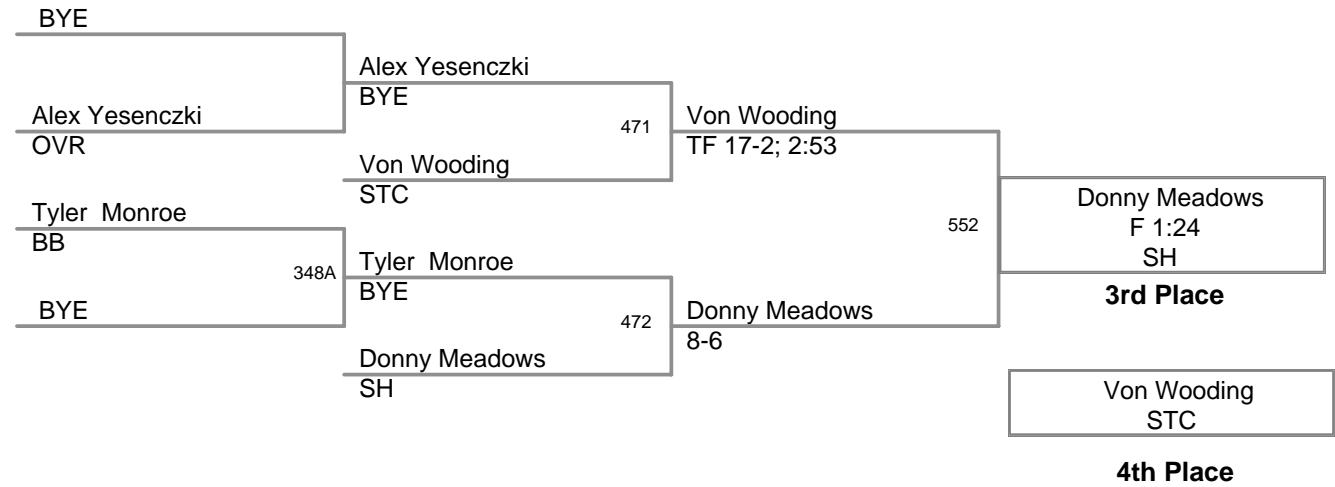 BYE
Alex Yesenczki
OVR
Tyler  Monroe
BB
BYE
348A
Alex Yesenczki
BYE
Von Wooding
STC
Tyler  Monroe
BYE
Donny Meadows
SH
471
472
Von Wooding
TF 17-2; 2:53
Donny Meadows
8-6
552
Donny Meadows
F 1:24
SH
3rd Place
Von Wooding
STC
4th Place